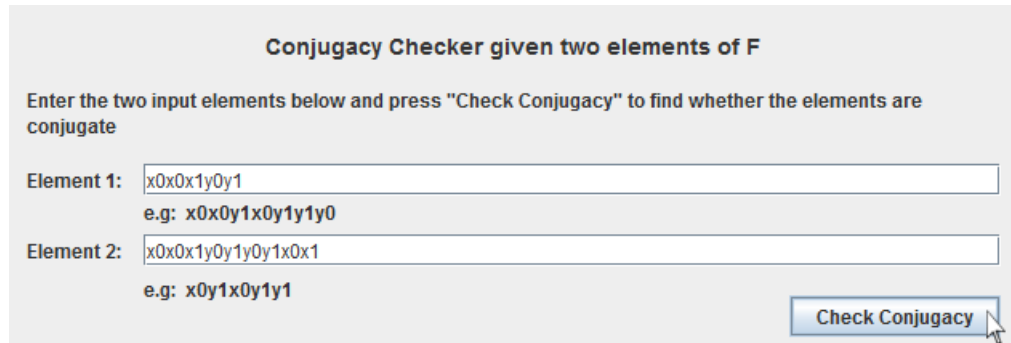 Conjugacy Checker given two elements of F
Enter the two input elements below and press "Check Conjugacy" to find whether the elements are
conjugate
Element 1: x0x0x1y0y1
e.g: x0x0y1x0y1y1y0
Element 2: x0x0x1y0y1y0y1x0x1
e.g: x0y1x0y1y1
Check Conjugacy